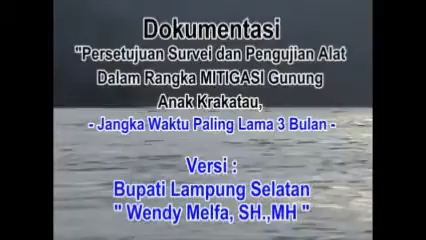 Dokumentasi
"Persetujuan Survei dan Pengujian Alat
Dalam Rangka MITIGASI Gunung
Anak Krakatau,
- Jangka Waktu Paling Lama 3 Bulan -
Versi :
Bupati Lampung Selatan
" Wendy Melfa, SH.,MH "